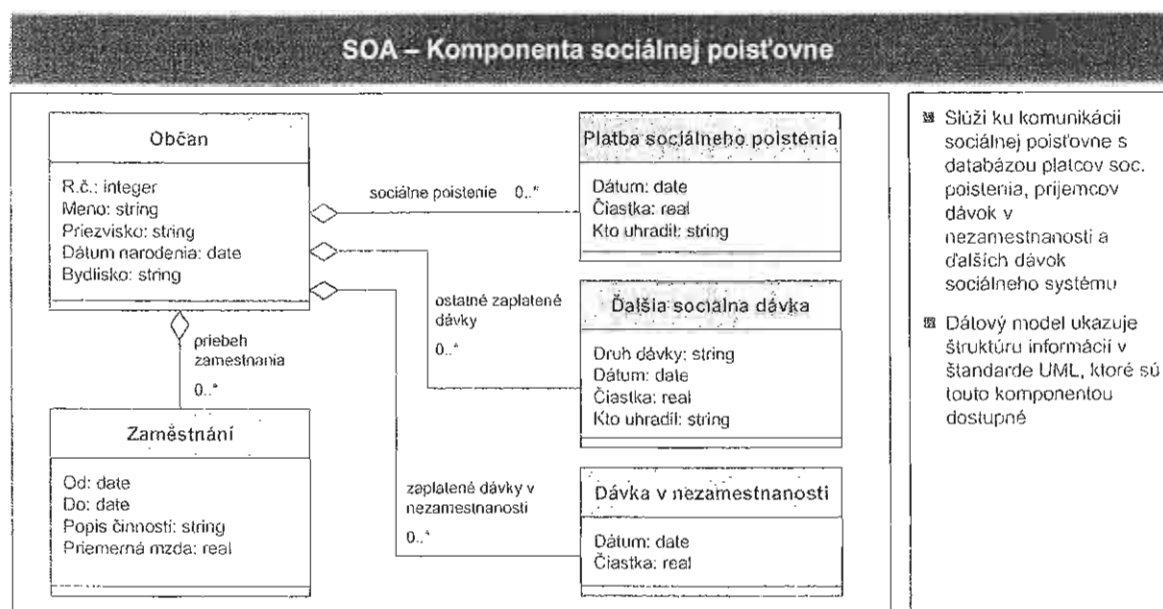 SOA – Komponenta sociálnej poisťovne
Občan
R.č.: integer
Meno: string
Priezvisko: string
Dátum narodenia: date
Bydlisko: string
sociálne poistenie 0..*
Platba sociálneho poistenia
Dátum: date
Čiastka: real
Kto uhradil: string
ostatné zaplatené
dávky
0..*
Ďalšia sociálna dávka
Druh dávky: string
Dátum: date
Čiastka: real
Kto uhradil: string
priebeh
zamestnania
0..*
Zaměstnání
Od: date
Do: date
Popis činnosti: string
Priemerná mzda: real
zaplatené dávky v
nezamestnanosti
0..*
Dávka v nezamestnanosti
Dátum: date
Čiastka: real
Slúži ku komunikácii
sociálnej poisťovne s
databázou platcov soc.
poistenia, príjemcov
dávok v
nezamestnanosti a
ďalších dávok
sociálneho systému
Dátový model ukazuje
štruktúru informácií v
štandarde UML, ktoré sú
touto komponentou
dostupné